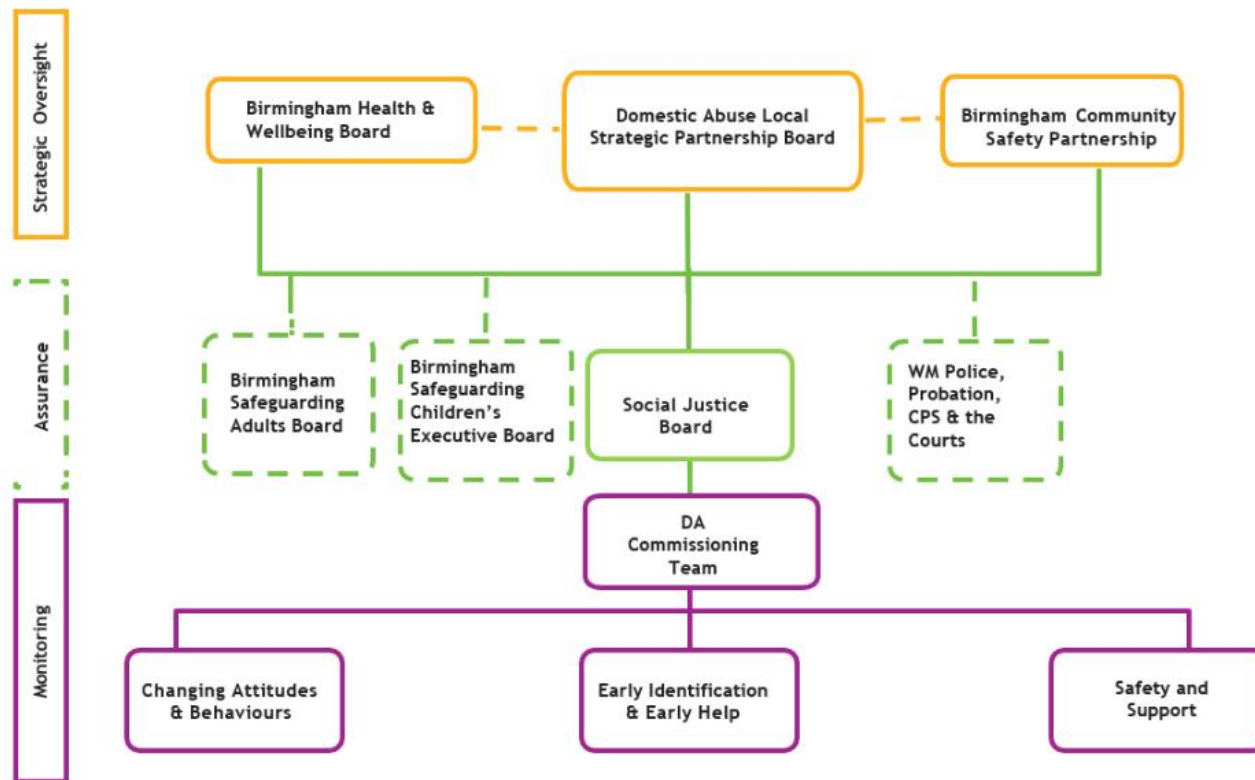 Strategic Oversight
Birmingham Health &
Wellbeing Board
Domestic Abuse Local
Strategic Partnership Board
Birmingham Community
Safety Partnership
Assurance
Birmingham
Safeguarding
Adults Board
Birmingham
Safeguarding
Children's
Executive Board
Social Justice
Board
WM Police,
Probation,
CPS & the
Courts
Monitoring
DA
Commissioning
Team
Changing Attitudes
& Behaviours
Early Identification
& Early Help
Safety and
Support